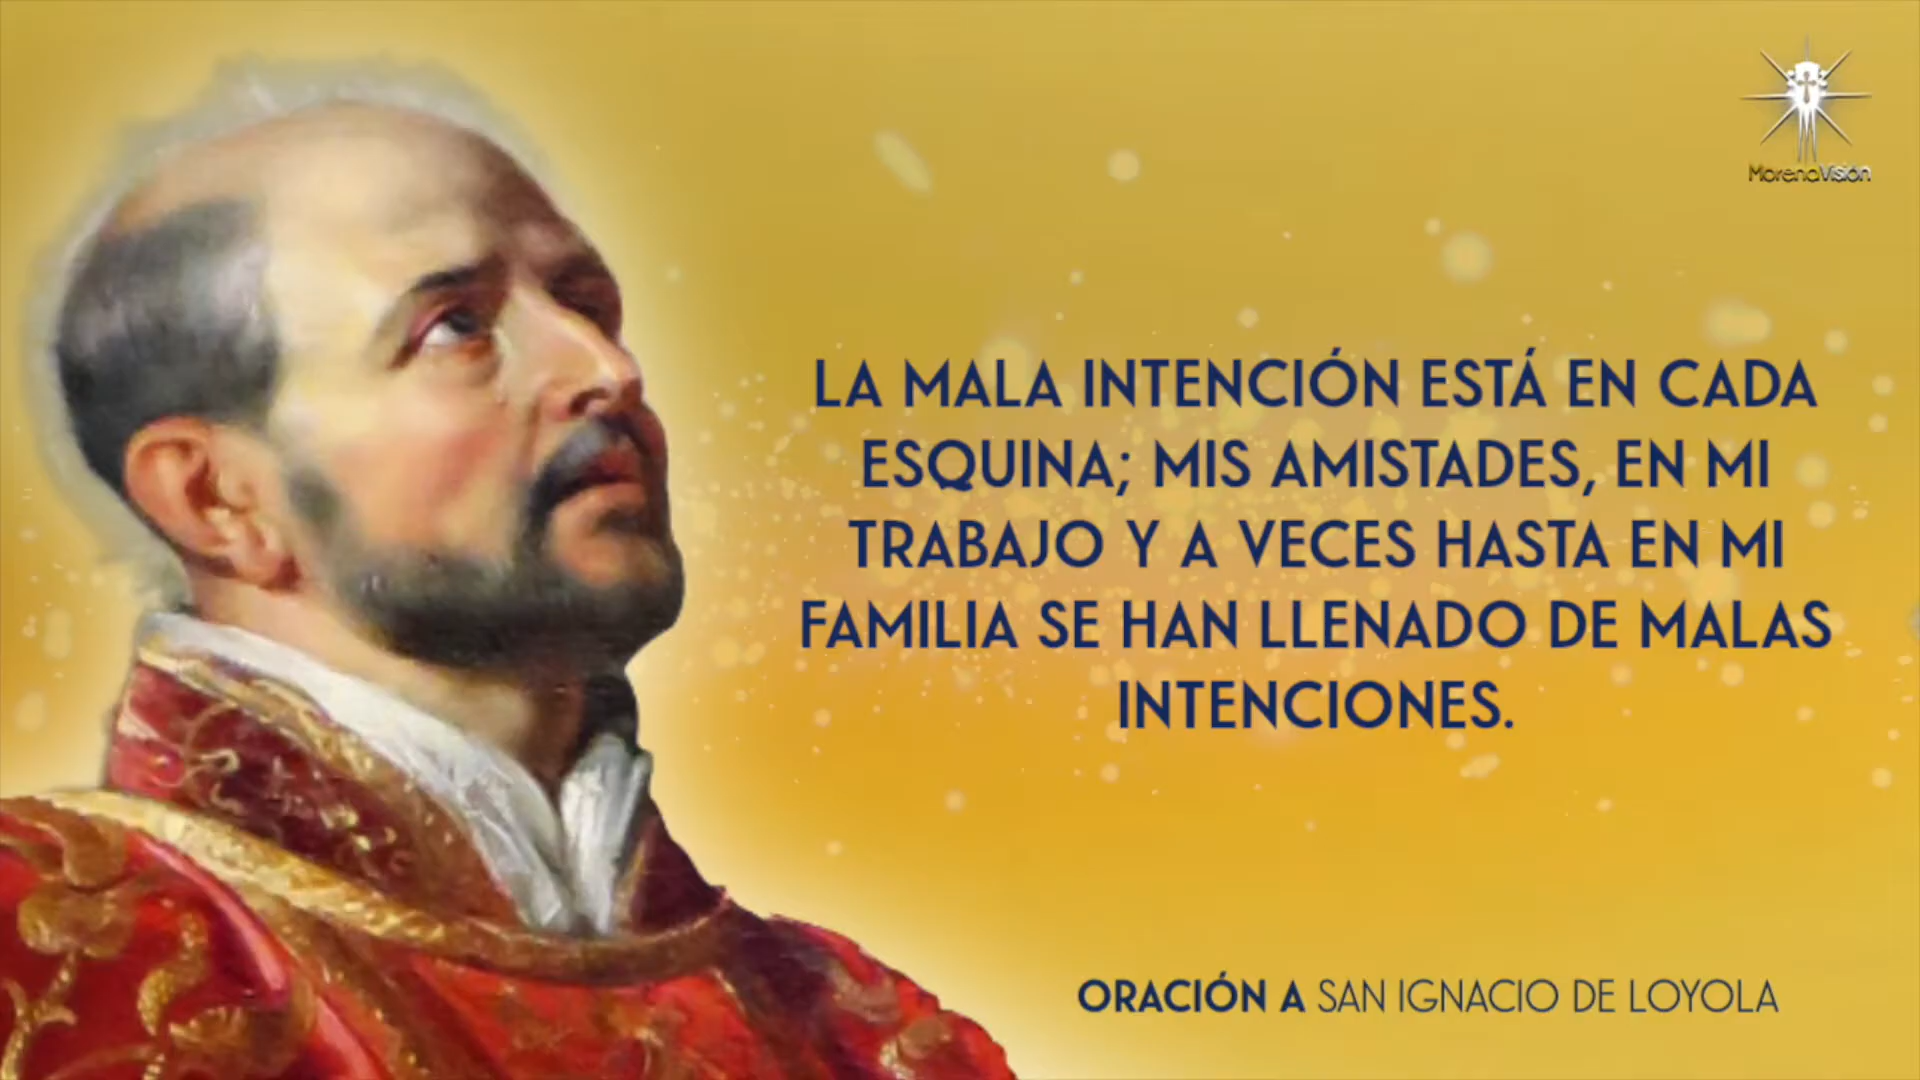 MorenaVisión
LA MALA INTENCIÓN ESTÁ EN CADA
ESQUINA; MIS AMISTADES, EN MI
TRABAJO Y A VECES HASTA EN MI
FAMILIA SE HAN LLENADO DE MALAS
INTENCIONES.
ORACIÓN A SAN IGNACIO DE LOYOLA